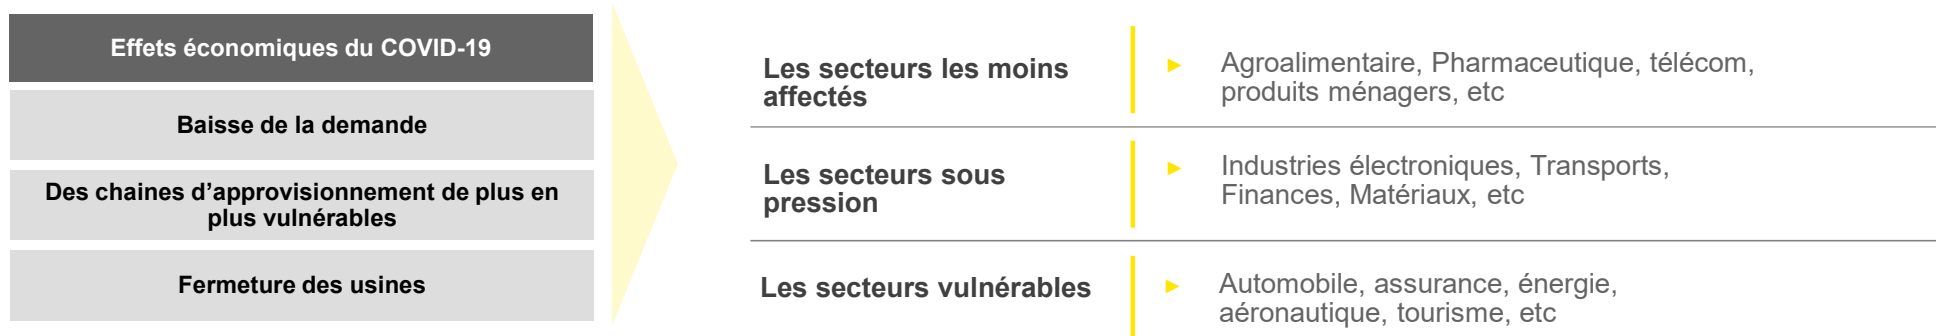 Effets économiques du COVID-19
Baisse de la demande
Des chaines d’approvisionnement de plus en
plus vulnérables
Fermeture des usines
Les secteurs les moins
affectés
► Agroalimentaire, Pharmaceutique, télécom,
produits ménagers, etc
Les secteurs sous
pression
► Industries électroniques, Transports,
Finances, Matériaux, etc
Les secteurs vulnérables
► Automobile, assurance, énergie,
aéronautique, tourisme, etc